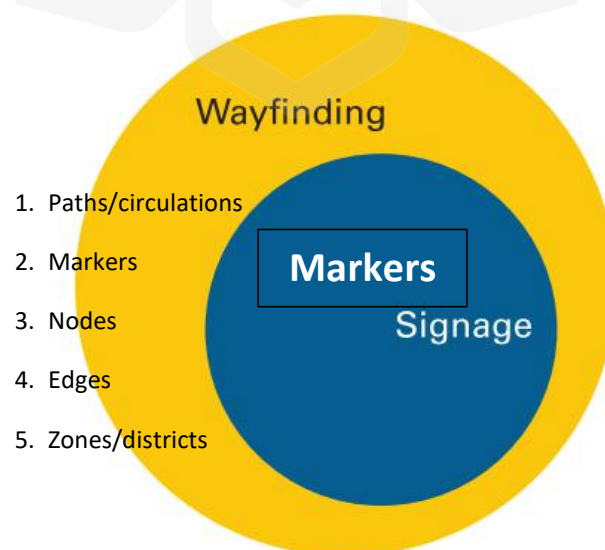 Wayfinding
1. Paths/circulations
2. Markers
Markers
3. Nodes
Signage
4. Edges
5. Zones/districts